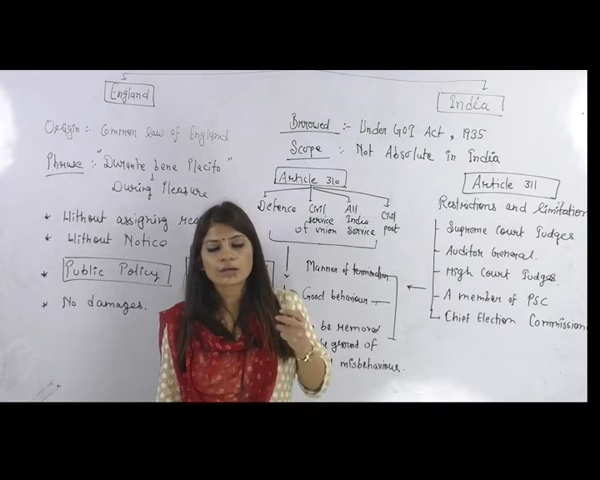 England
India
Origin :- Common law of England
Phrase :- "Durante bene Placito"
During Pleasure
* Without assigning
* Without Notice
* Public Policy
* No damages.
Borrowed :- Under GOI Act, 1935
Scope :- Not Absolute in India
Article 310
Defence Civil service of union All India Service Civil post
Manner of termination
Good behaviour
be removed
ground of
misbehaviour.
Article 311
Restrictions and limitation
Supreme Court Judges
Auditor General.
High Court Judges.
A member of PSC
Chief Election Commission